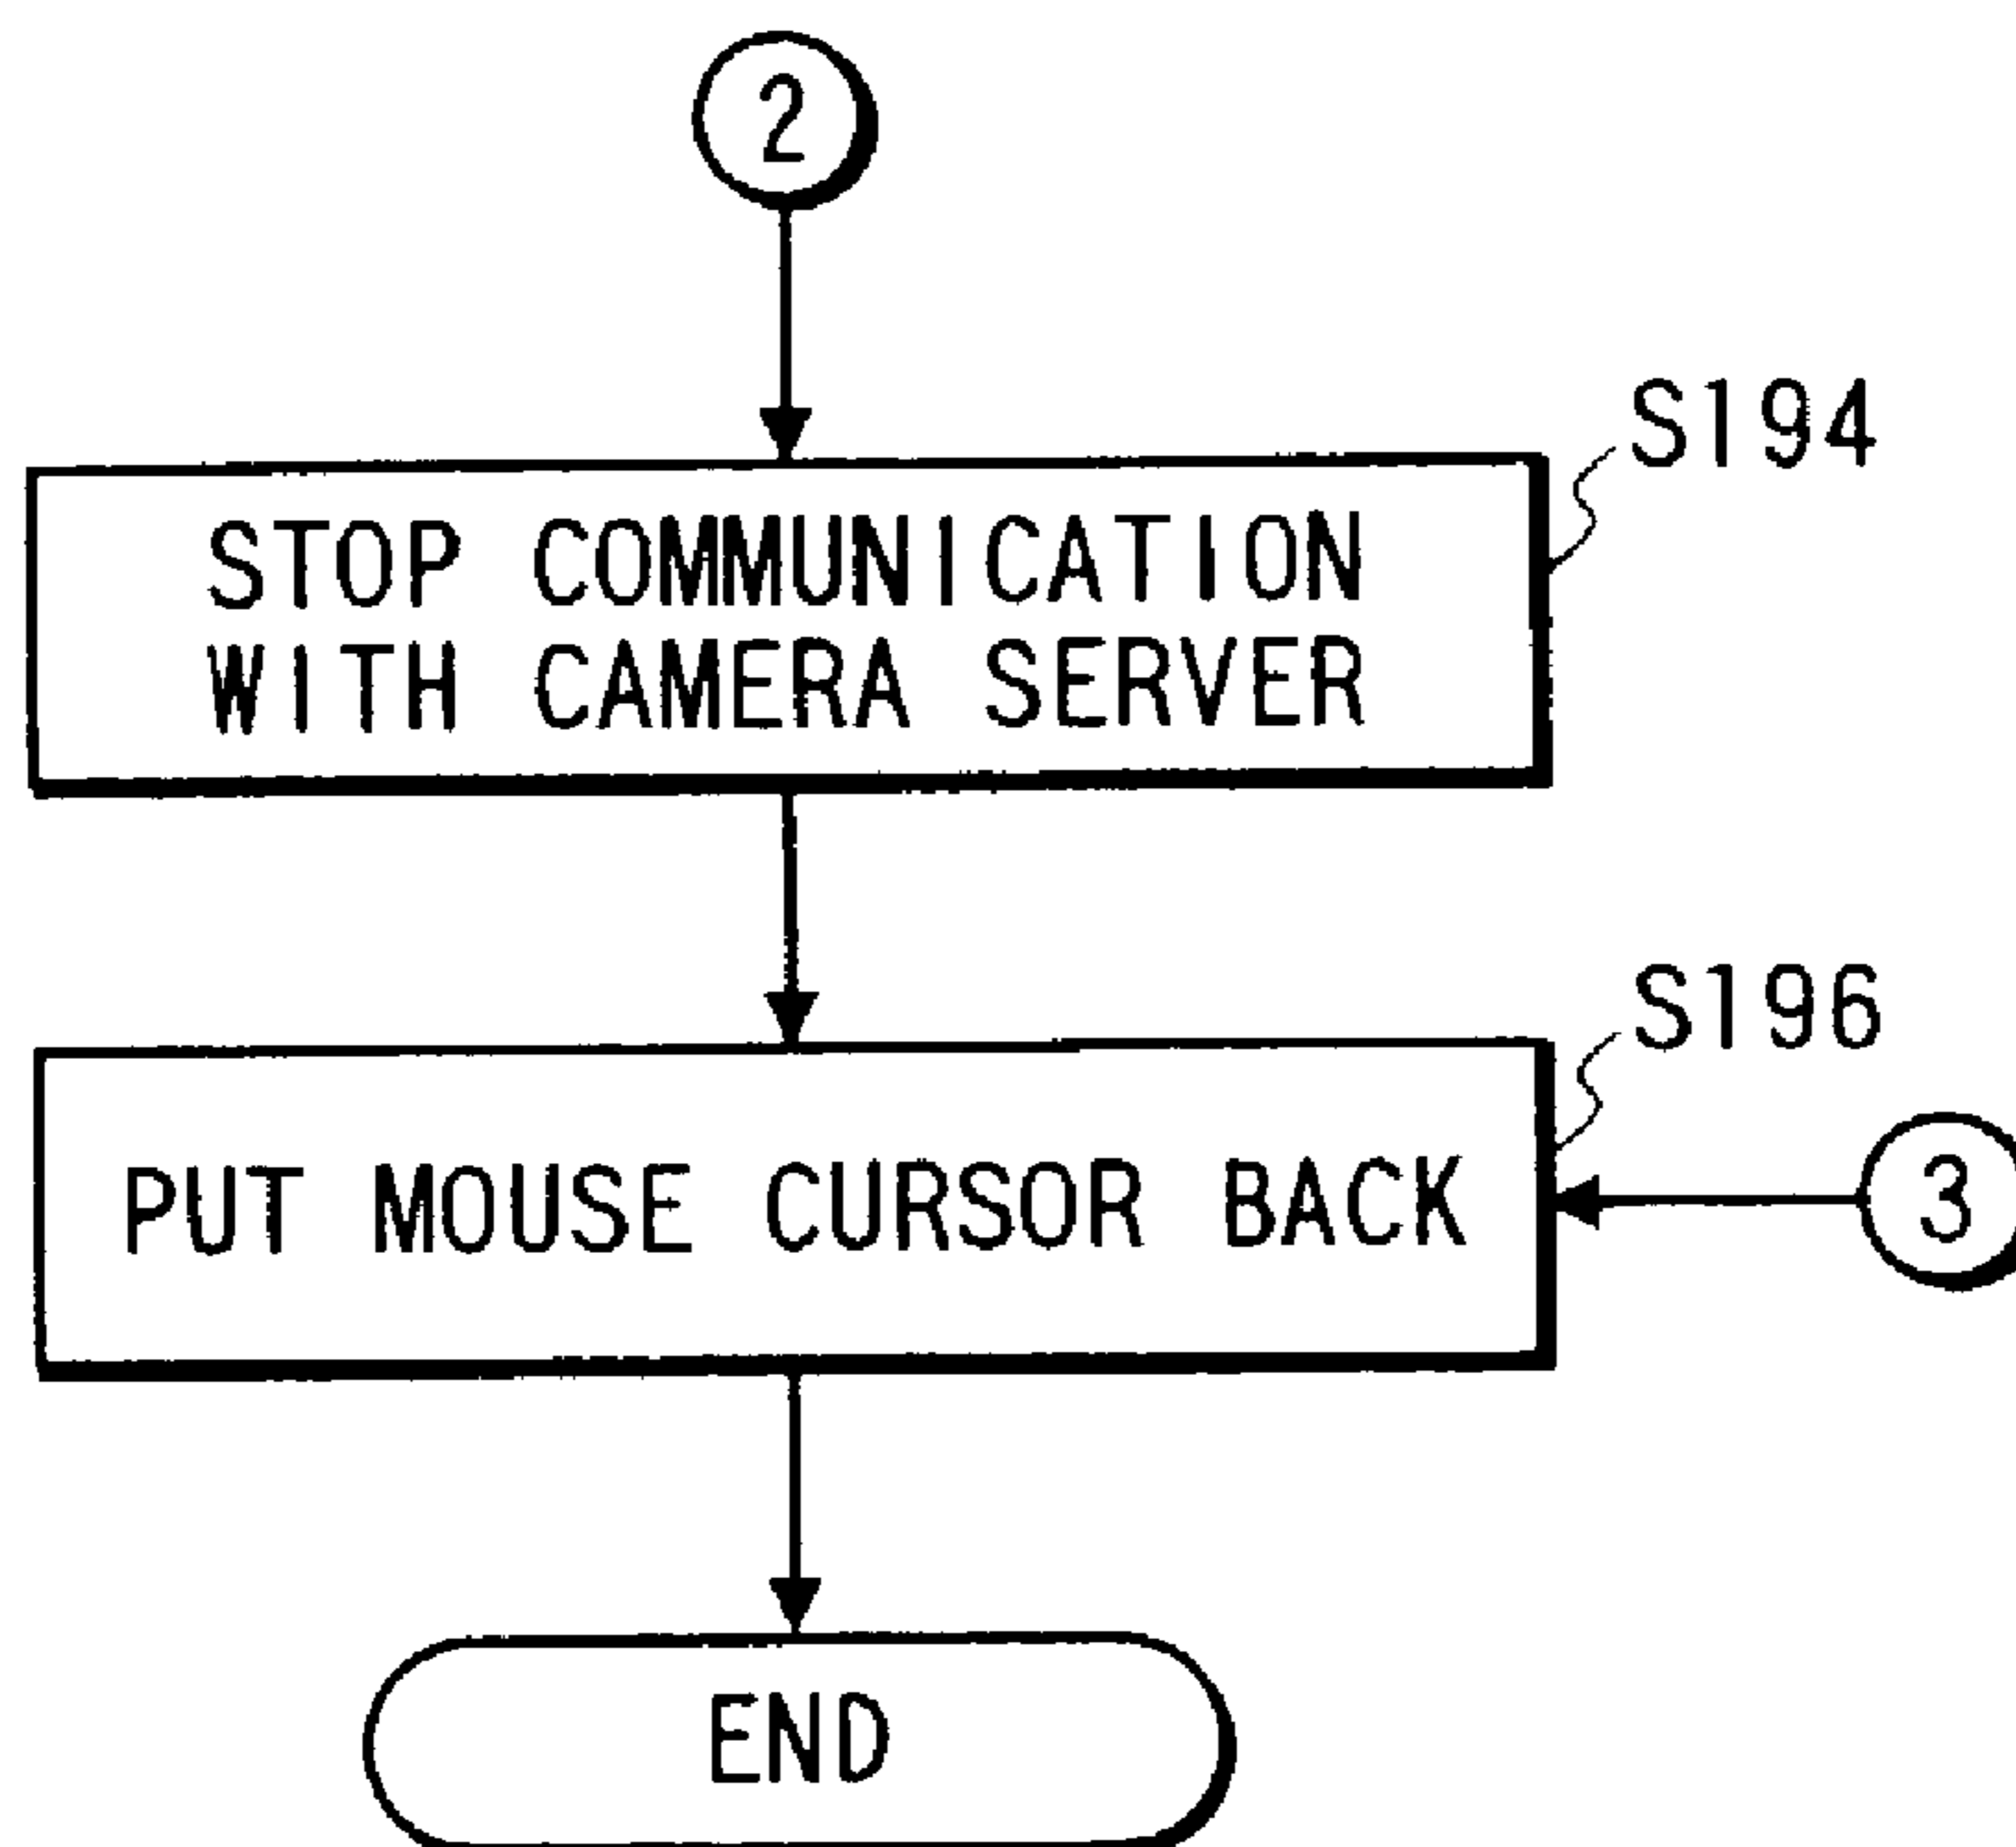 2
S194
STOP COMMUNICATION
WITH CAMERA SERVER
S196
PUT MOUSE CURSOR BACK
3
END